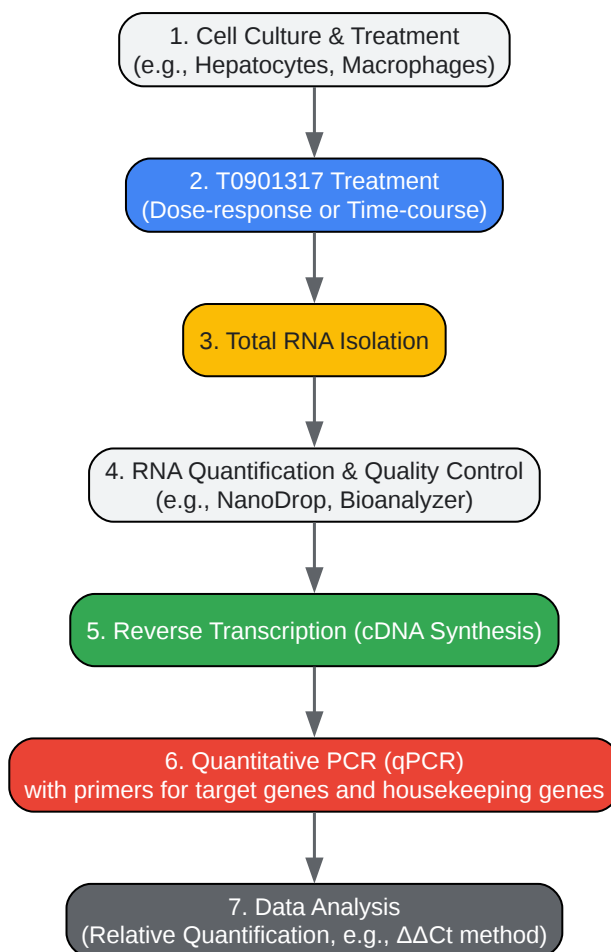 1. Cell Culture & Treatment
(e.g., Hepatocytes, Macrophages)
2. T0901317 Treatment
(Dose-response or Time-course)
3. Total RNA Isolation
4. RNA Quantification & Quality Control
(e.g., NanoDrop, Bioanalyzer)
5. Reverse Transcription (cDNA Synthesis)
6. Quantitative PCR (qPCR)
with primers for target genes and housekeeping genes
7. Data Analysis
(Relative Quantification, e.g., ΔΔCt method)